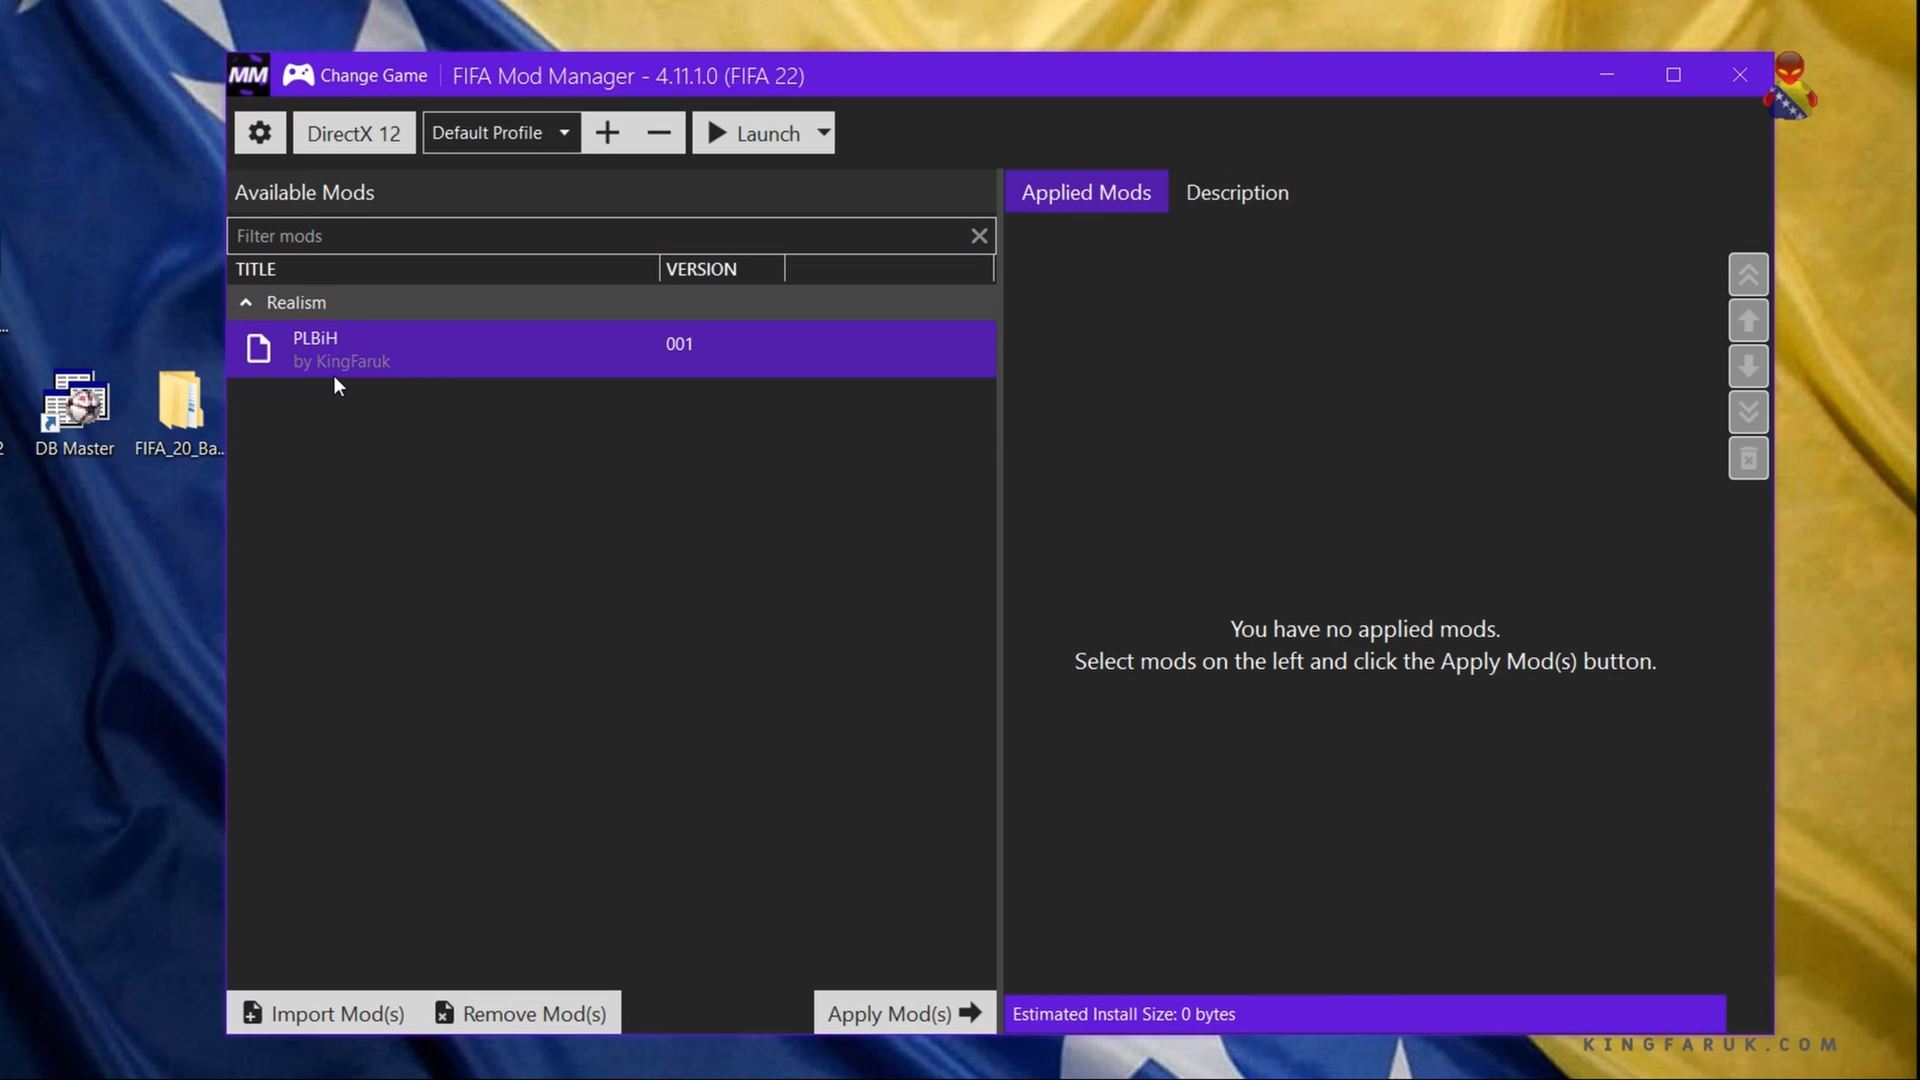 MM Change Game FIFA Mod Manager - 4.11.1.0 (FIFA 22)
DirectX 12 Default Profile Launch
Available Mods
Applied Mods Description
Filter mods
TITLE VERSION
Realism
PLBiH 001
by KingFaruk
...
2 DB Master FIFA_20_Ba...
You have no applied mods.
Select mods on the left and click the Apply Mod(s) button.
Import Mod(s) Remove Mod(s) Apply Mod(s) Estimated Install Size: 0 bytes
KINGFARUK.COM